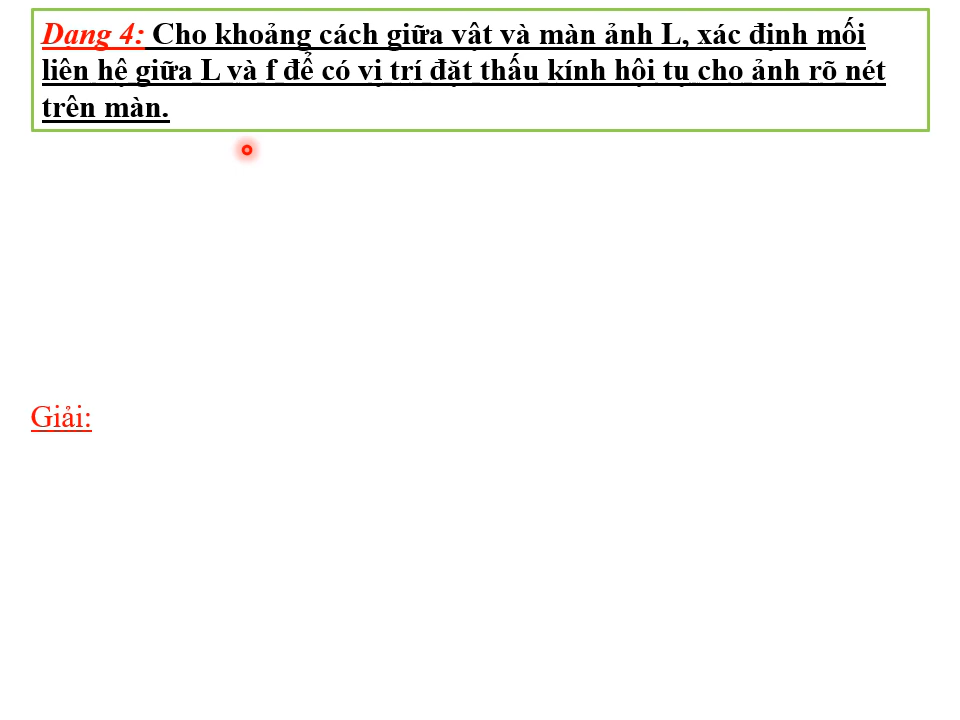 Dạng 4: Cho khoảng cách giữa vật và màn ảnh L, xác định mối
liên hệ giữa L và f để có vị trí đặt thấu kính hội tụ cho ảnh rõ nét
trên màn.
Giải: